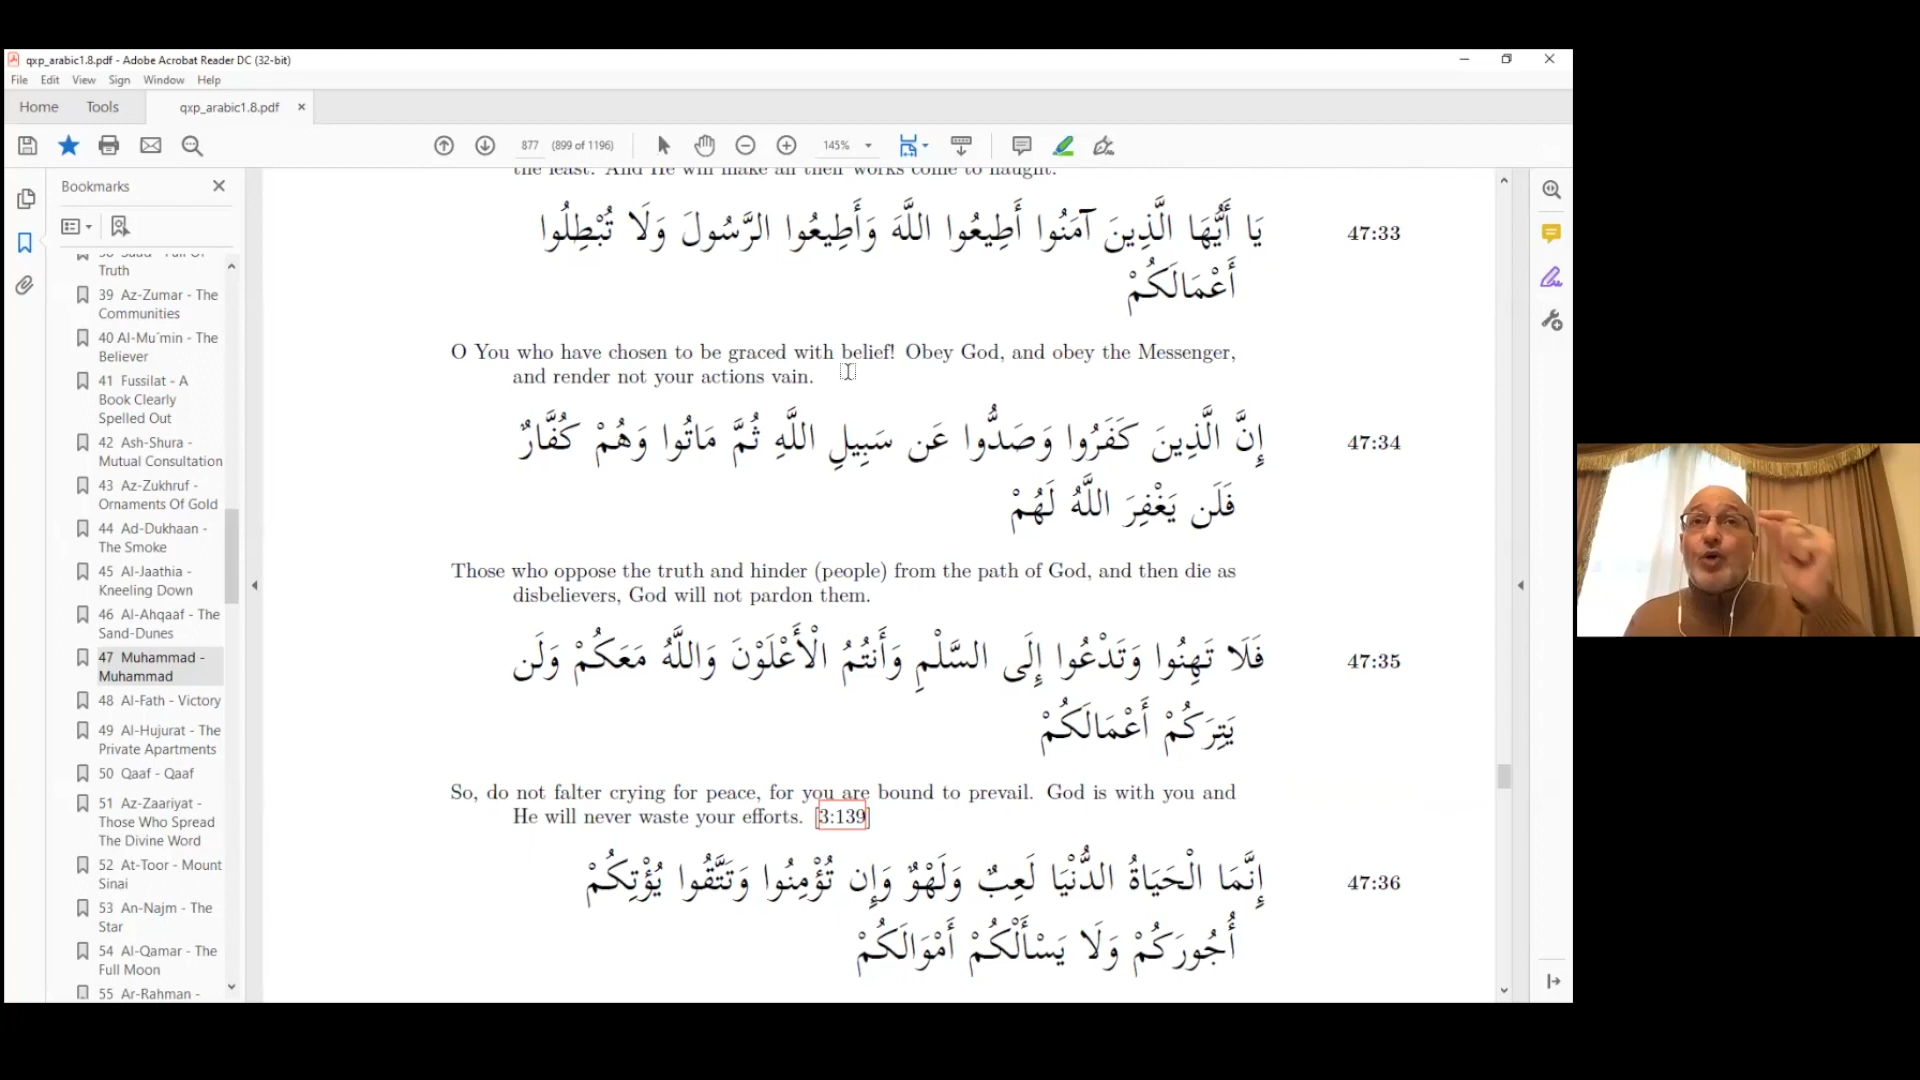 qxp_arabic1.8.pdf - Adobe Acrobat Reader DC (32-bit)
File Edit View Sign Window Help
Home Tools qxp_arabic1.8.pdf
877 (899 of 1196) 145%
Bookmarks
Truth
39 Az-Zumar - The
Communities
40 Al-Mu´min - The
Believer
41 Fussilat - A
Book Clearly
Spelled Out
42 Ash-Shura -
Mutual Consultation
43 Az-Zukhruf -
Ornaments Of Gold
44 Ad-Dukhaan -
The Smoke
45 Al-Jaathia -
Kneeling Down
46 Al-Ahqaaf - The
Sand-Dunes
47 Muhammad -
Muhammad
48 Al-Fath - Victory
49 Al-Hujurat - The
Private Apartments
50 Qaaf - Qaaf
51 Az-Zaariyat -
Those Who Spread
The Divine Word
52 At-Toor - Mount
Sinai
53 An-Najm - The
Star
54 Al-Qamar - The
Full Moon
55 Ar-Rahman -
the least. And He will make all their works come to naught.
47:33 يَا أَيُّهَا الَّذِينَ آمَنُوا أَطِيعُوا اللَّهَ وَأَطِيعُوا الرَّسُولَ وَلَا تُبْطِلُوا
أَعْمَالَكُمْ
O You who have chosen to be graced with belief! Obey God, and obey the Messenger,
and render not your actions vain.
47:34 إِنَّ الَّذِينَ كَفَرُوا وَصَدُّوا عَن سَبِيلِ اللَّهِ ثُمَّ مَاتُوا وَهُمْ كُفَّارٌ
فَلَن يَغْفِرَ اللَّهُ لَهُمْ
Those who oppose the truth and hinder (people) from the path of God, and then die as
disbelievers, God will not pardon them.
47:35 فَلَا تَهِنُوا وَتَدْعُوا إِلَى السَّلْمِ وَأَنتُمُ الْأَعْلَوْنَ وَاللَّهُ مَعَكُمْ وَلَن
يَتِرَكُمْ أَعْمَالَكُمْ
So, do not falter crying for peace, for you are bound to prevail. God is with you and
He will never waste your efforts. [3:139]
47:36 إِنَّمَا الْحَيَاةُ الدُّنْيَا لَعِبٌ وَلَهْوٌ وَإِن تُؤْمِنُوا وَتَتَّقُوا يُؤْتِكُمْ
أُجُورَكُمْ وَلَا يَسْأَلْكُمْ أَمْوَالَكُمْ